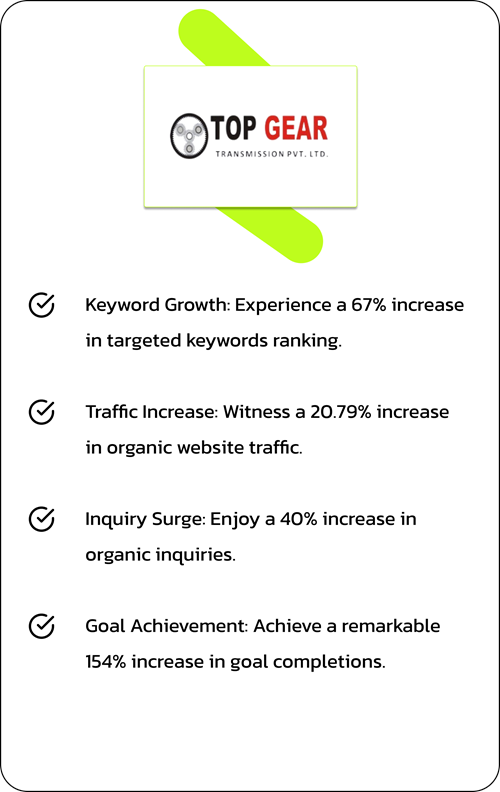 TOP GEAR
TRANSMISSION PVT. LTD.
Keyword Growth: Experience a 67% increase
in targeted keywords ranking.
Traffic Increase: Witness a 20.79% increase
in organic website traffic.
Inquiry Surge: Enjoy a 40% increase in
organic inquiries.
Goal Achievement: Achieve a remarkable
154% increase in goal completions.